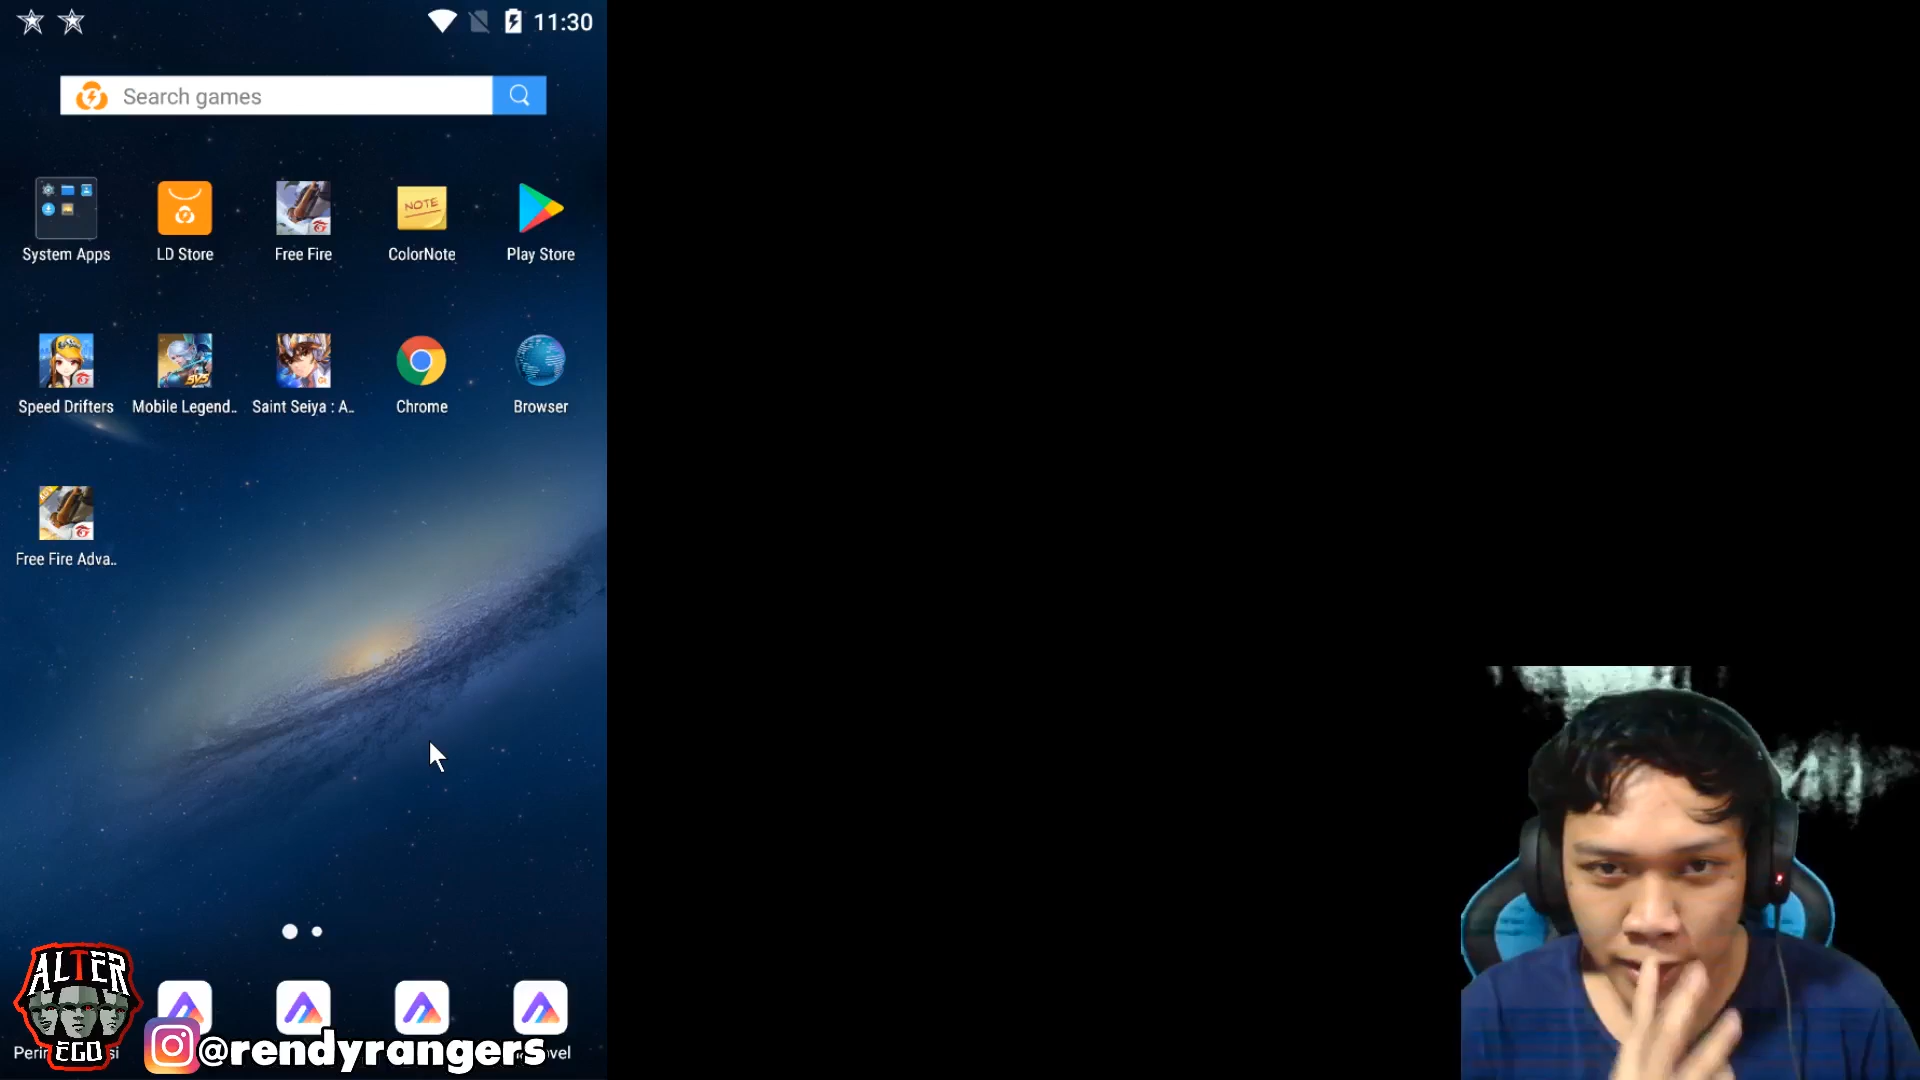 11:30
Search games
NOTE
System Apps
LD Store
Free Fire
ColorNote
Play Store
5V5
Speed Drifters
Mobile Legend..
Saint Seiya : A..
Chrome
Browser
Free Fire Adva..
ALTER
EGO
@rendyrangers